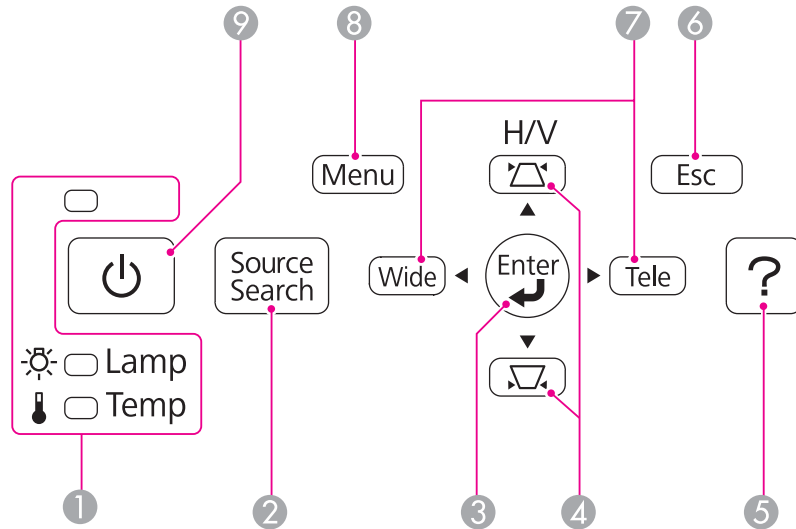 9
8
7
6
H/V
Menu
Esc
Source
Search
Wide
Enter
Tele
?
Lamp
Temp
1
2
3
4
5